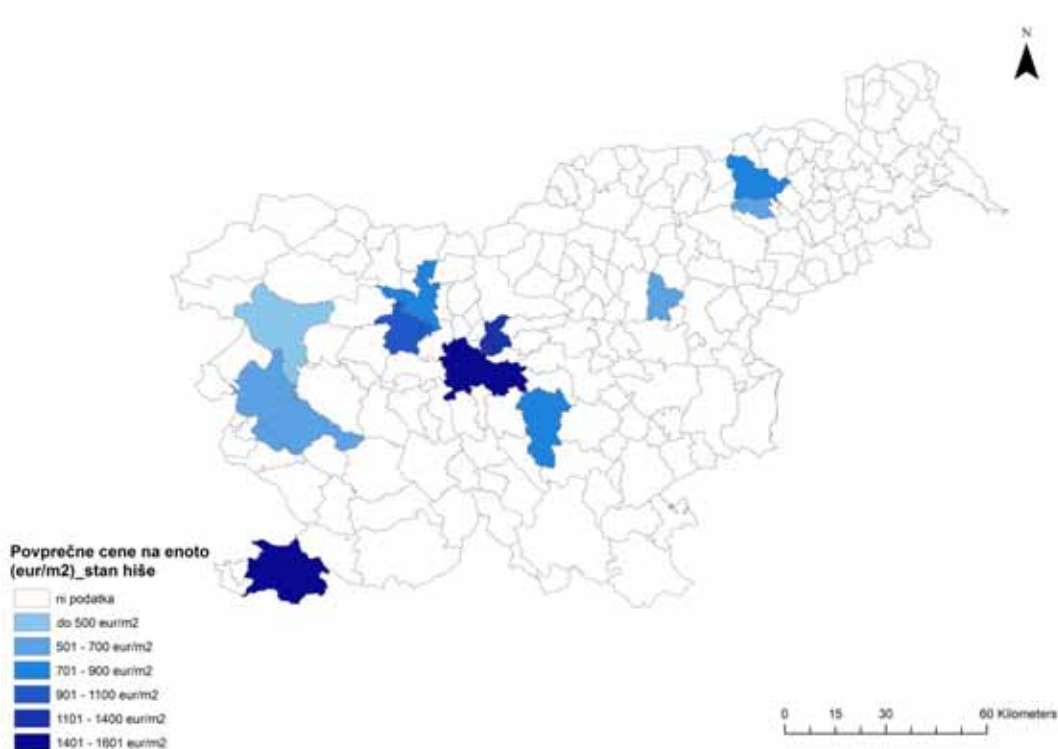 N
Povprečne cene na enoto
(eur/m2)_stan hiše
ni podatka
do 500 eur/m2
501 - 700 eur/m2
701 - 900 eur/m2
901 - 1100 eur/m2
1101 - 1400 eur/m2
1401 - 1601 eur/m2
0 15 30 60 Kilometers